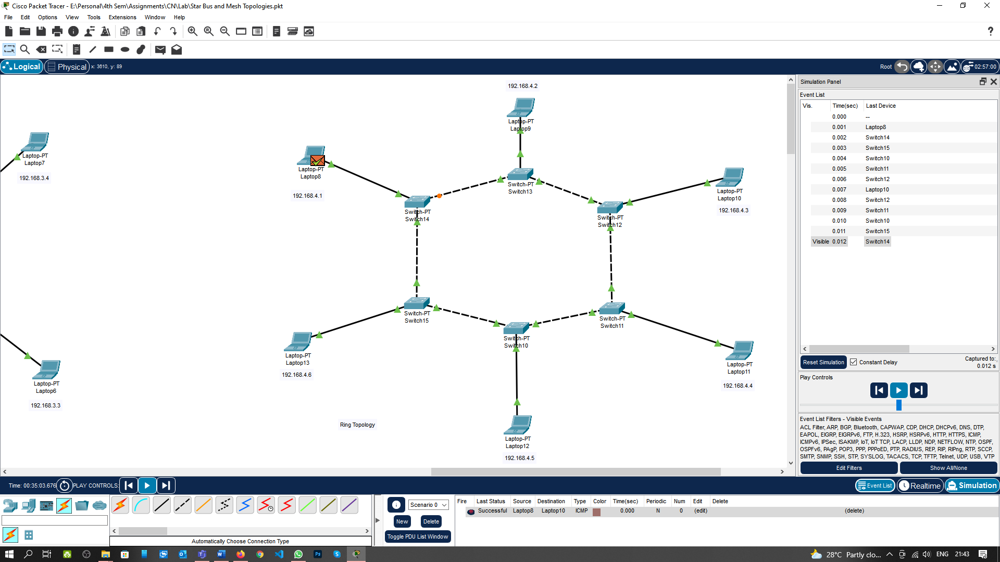 Cisco Packet Tracer - E:\Personal\4th Sem\Assignments\CN\Lab\Star Bus and Mesh Topologies.pkt
File Edit Options View Tools Extensions Window Help
Logical Physical x: 3610, y: 89 Root 02:57:00
192.168.4.2
Laptop-PT
Laptop9
Laptop-PT
Laptop7
192.168.3.4
Laptop-PT
Laptop8
192.168.4.1
Switch-PT
Switch13
Laptop-PT
Laptop10
192.168.4.3
Switch-PT
Switch14
Switch-PT
Switch12
Switch-PT
Switch15
Switch-PT
Switch11
Switch-PT
Switch10
Laptop-PT
Laptop13
192.168.4.6
Laptop-PT
Laptop11
192.168.4.4
Laptop-PT
Laptop6
192.168.3.3
Ring Topology
Laptop-PT
Laptop12
192.168.4.5
Simulation Panel
Event List
Vis. Time(sec) Last Device
0.000 --
0.001 Laptop8
0.002 Switch14
0.003 Switch15
0.004 Switch10
0.005 Switch11
0.006 Switch12
0.007 Laptop10
0.008 Switch12
0.009 Switch11
0.010 Switch10
0.011 Switch15
Visible 0.012 Switch14
Reset Simulation Constant Delay Captured to:
0.012 s
Play Controls
Event List Filters - Visible Events
ACL Filter, ARP, BGP, Bluetooth, CAPWAP, CDP, DHCP, DHCPv6, DNS, DTP,
EAPOL, EIGRP, EIGRPv6, FTP, H.323, HSRP, HSRPv6, HTTP, HTTPS, ICMP,
ICMPv6, IPSec, ISAKMP, IoT, IoT TCP, LACP, LLDP, NDP, NETFLOW, NTP, OSPF,
OSPFv6, PAgP, POP3, PPP, PPPoED, PTP, RADIUS, REP, RIP, RIPng, RTP, SCCP,
SMTP, SNMP, SSH, STP, SYSLOG, TACACS, TCP, TFTP, Telnet, UDP, USB, VTP
Edit Filters Show All/None
Time: 00:35:03.676 PLAY CONTROLS: Event List Realtime Simulation
Scenario 0
New Delete
Toggle PDU List Window
Fire Last Status Source Destination Type Color Time(sec) Periodic Num Edit Delete
Successful Laptop8 Laptop10 ICMP 0.000 N 0 (edit) (delete)
Automatically Choose Connection Type
28°C Partly clo... ENG 21:43